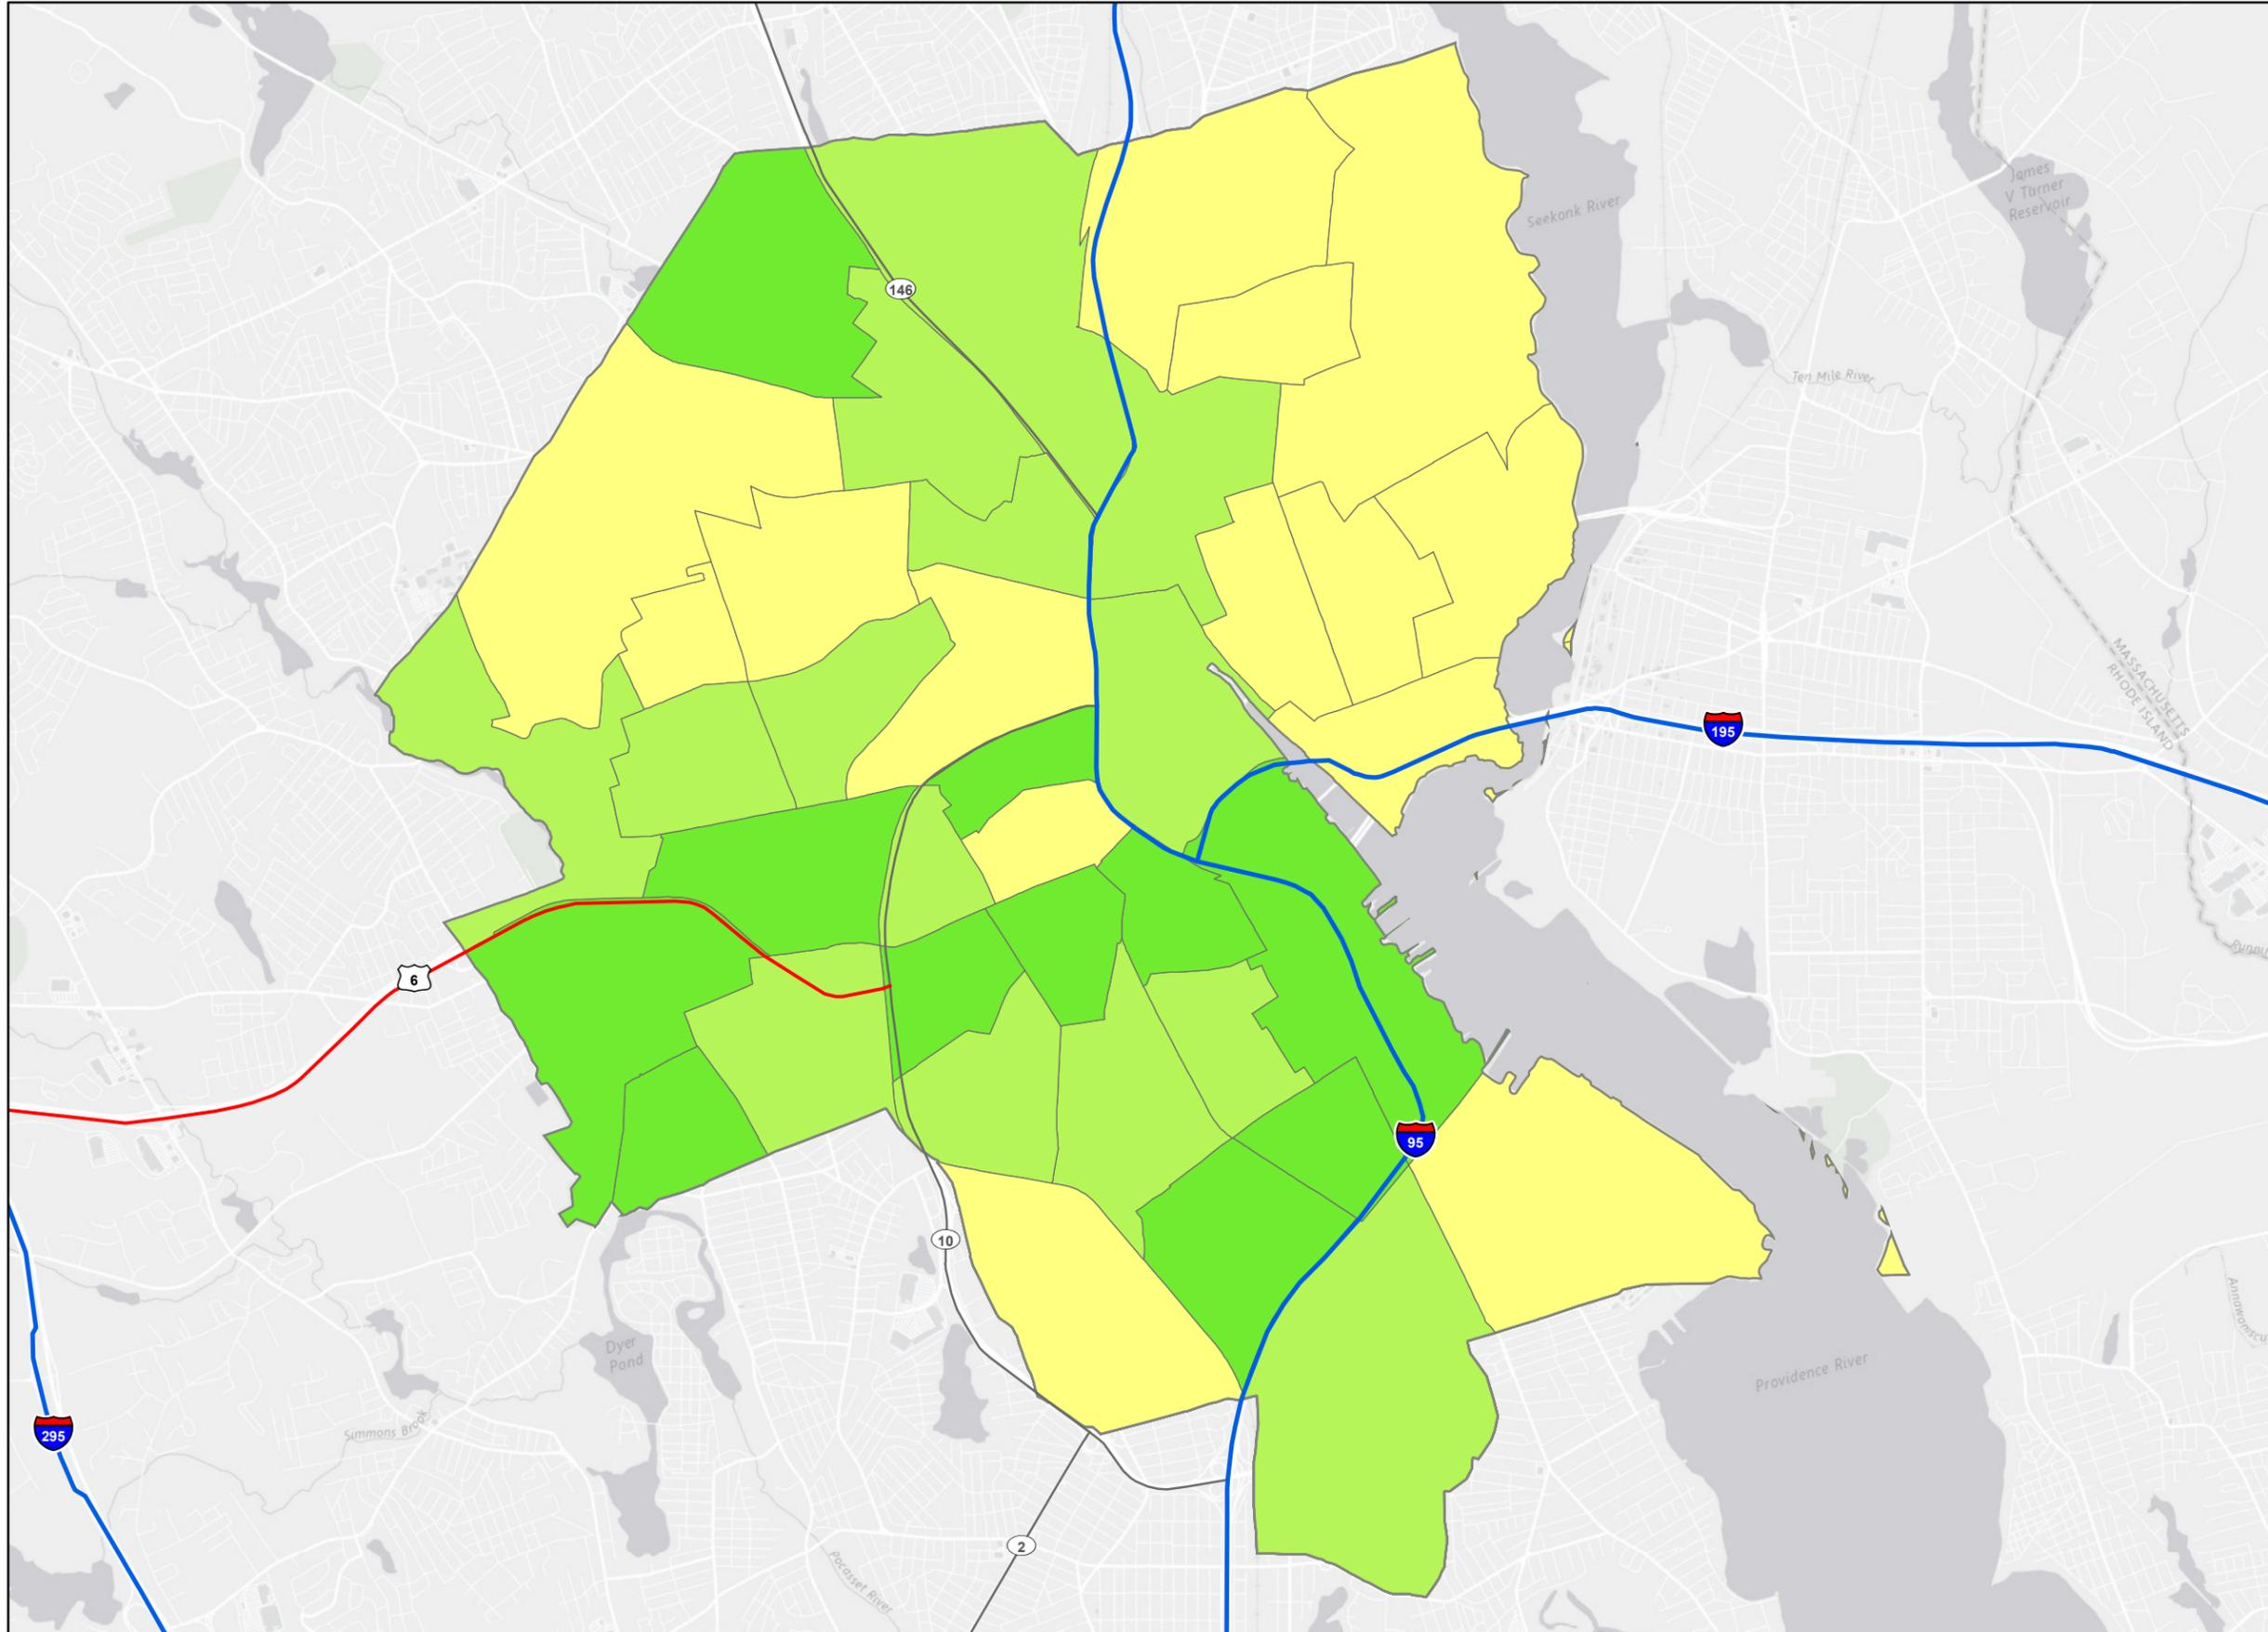 James
V Turner
Reservoir
Seekonk River
146
Ten Mile River
MASSACHUSETTS
RHODE ISLAND
195
6
95
10
Dyer
Pond
Providence River
295
Simmons Brook
2
Pocasset River